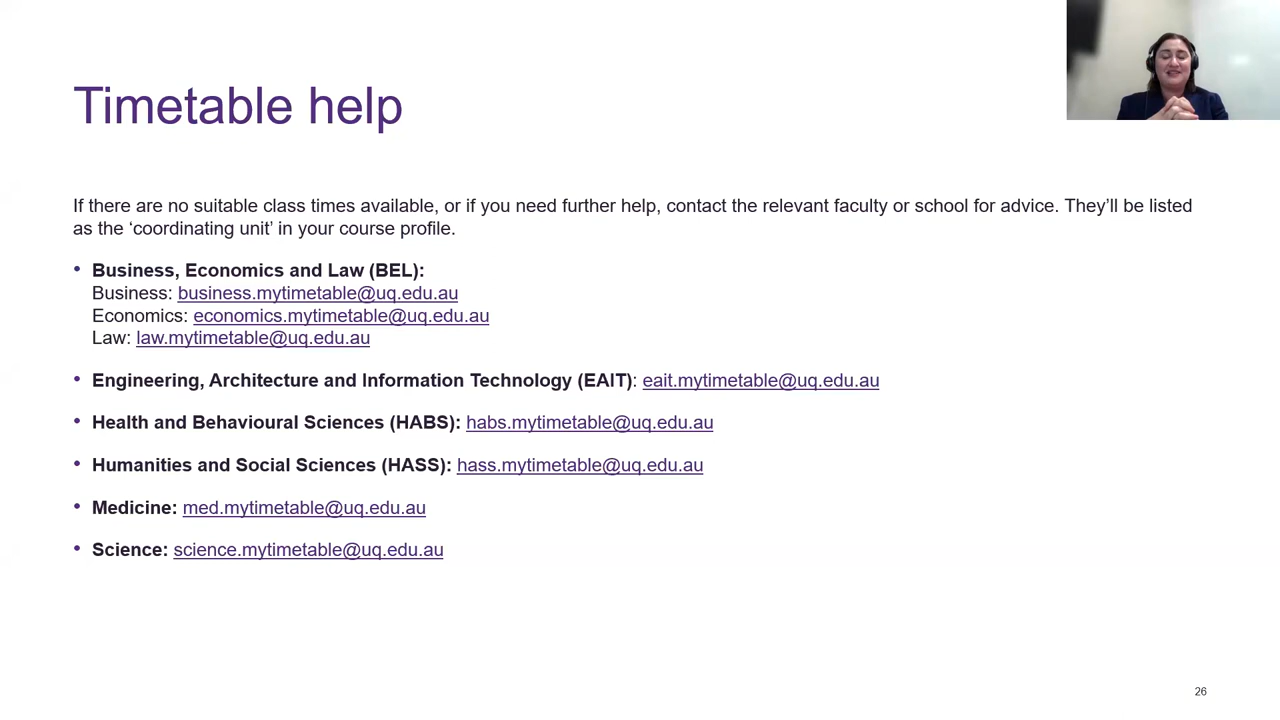 Timetable help
If there are no suitable class times available, or if you need further help, contact the relevant faculty or school for advice. They’ll be listed
as the ‘coordinating unit’ in your course profile.
• Business, Economics and Law (BEL):
Business: business.mytimetable@uq.edu.au
Economics: economics.mytimetable@uq.edu.au
Law: law.mytimetable@uq.edu.au
• Engineering, Architecture and Information Technology (EAIT): eait.mytimetable@uq.edu.au
• Health and Behavioural Sciences (HABS): habs.mytimetable@uq.edu.au
• Humanities and Social Sciences (HASS): hass.mytimetable@uq.edu.au
• Medicine: med.mytimetable@uq.edu.au
• Science: science.mytimetable@uq.edu.au
26